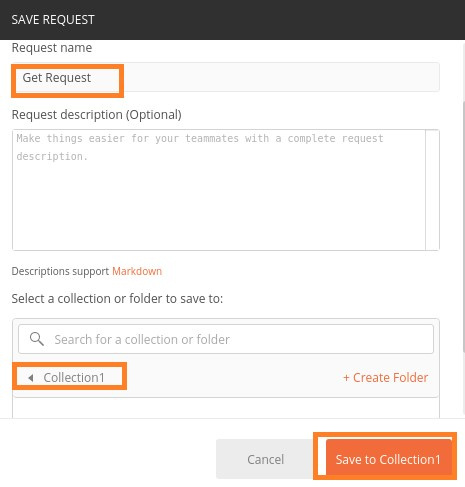 SAVE REQUEST
Request name
Get Request
Request description (Optional)
Make things easier for your teammates with a complete request
description.
Descriptions support Markdown
Select a collection or folder to save to:
Search for a collection or folder
Collection1 + Create Folder
Cancel Save to Collection1